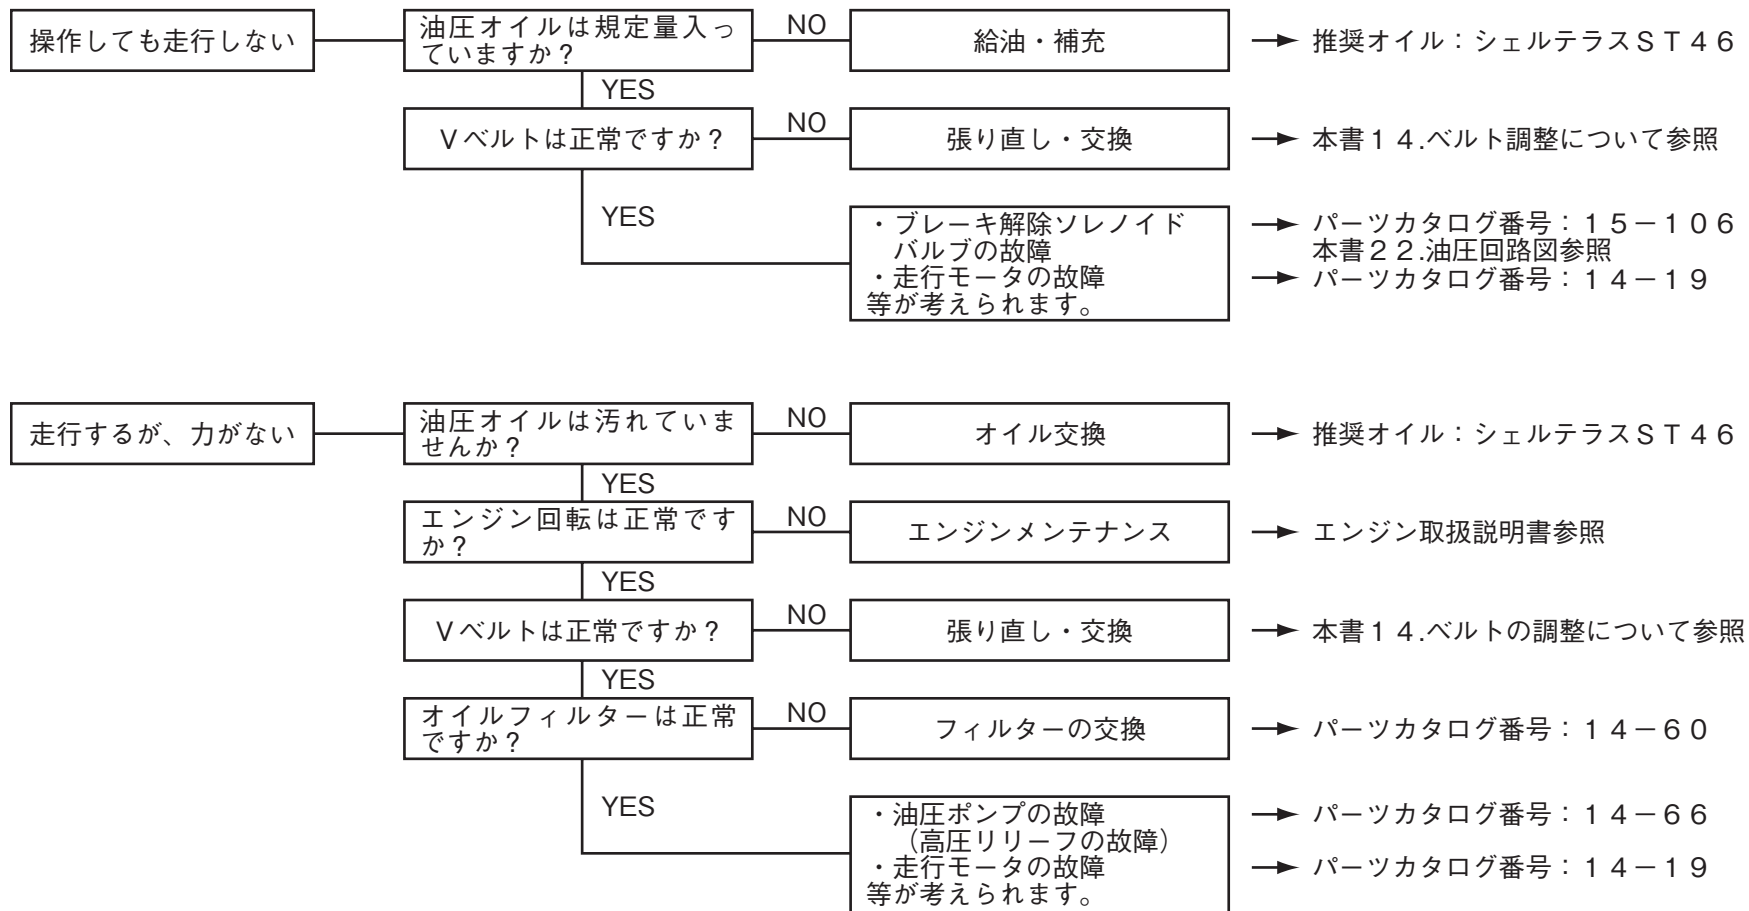 操作しても走行しない
油圧オイルは規定量入っ
ていますか?
NO
給油・補充
推奨オイル：シェルテラスＳＴ４６
YES
Ｖベルトは正常ですか？
NO
張り直し・交換
本書１４.ベルト調整について参照
YES
・ブレーキ解除ソレノイド
バルブの故障
・走行モータの故障
等が考えられます。
パーツカタログ番号：１５－１０６
本書２２.油圧回路図参照
パーツカタログ番号：１４－１９
走行するが、力がない
油圧オイルは汚れていま
せんか？
NO
オイル交換
推奨オイル：シェルテラスＳＴ４６
YES
エンジン回転は正常です
か？
NO
エンジンメンテナンス
エンジン取扱説明書参照
YES
Ｖベルトは正常ですか？
NO
張り直し・交換
本書１４.ベルトの調整について参照
YES
オイルフィルターは正常
ですか？
NO
フィルターの交換
パーツカタログ番号：１４－６０
YES
・油圧ポンプの故障
（高圧リリーフの故障）
・走行モータの故障
等が考えられます。
パーツカタログ番号：１４－６６
パーツカタログ番号：１４－１９